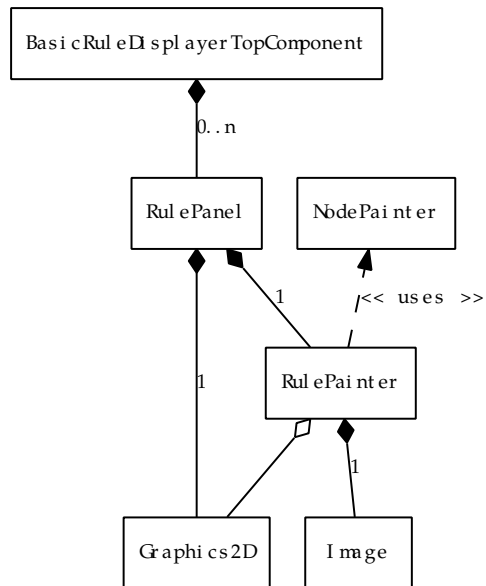 BasicRuleDisplayerTopComponent
0..n
RulePanel
NodePainter
1
<< uses >>
1
RulePainter
1
Graphics2D
Image